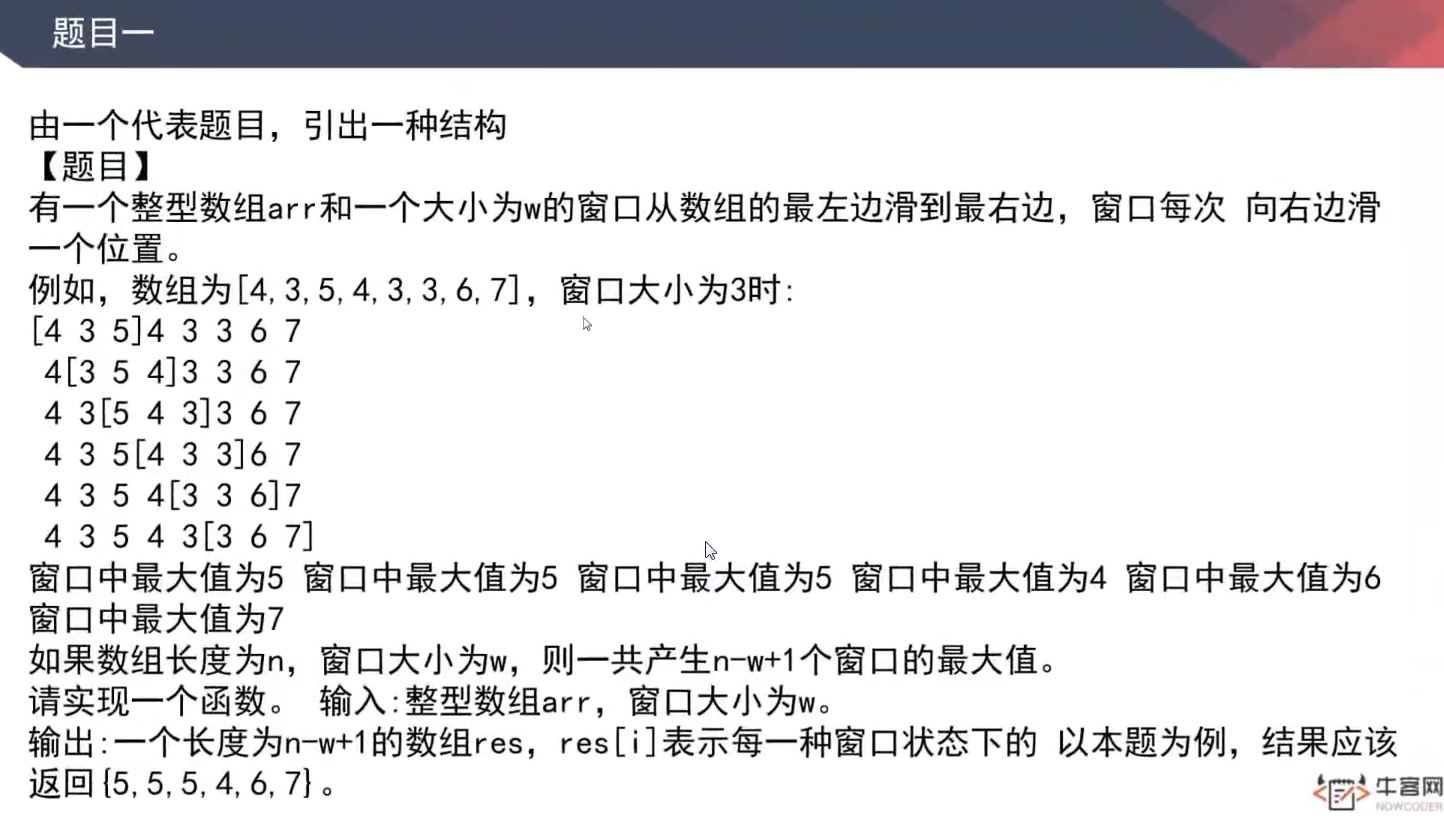 题目一
由一个代表题目，引出一种结构
【题目】
有一个整型数组arr和一个大小为w的窗口从数组的最左边滑到最右边，窗口每次 向右边滑
一个位置。
例如，数组为[4,3,5,4,3,3,6,7]，窗口大小为3时:
[4 3 5]4 3 3 6 7
4[3 5 4]3 3 6 7
4 3[5 4 3]3 6 7
4 3 5[4 3 3]6 7
4 3 5 4[3 3 6]7
4 3 5 4 3[3 6 7]
窗口中最大值为5 窗口中最大值为5 窗口中最大值为5 窗口中最大值为4 窗口中最大值为6
窗口中最大值为7
如果数组长度为n，窗口大小为w，则一共产生n-w+1个窗口的最大值。
请实现一个函数。 输入:整型数组arr，窗口大小为w。
输出:一个长度为n-w+1的数组res，res[i]表示每一种窗口状态下的 以本题为例，结果应该
返回{5,5,5,4,6,7}。
牛客网
NOWCODER